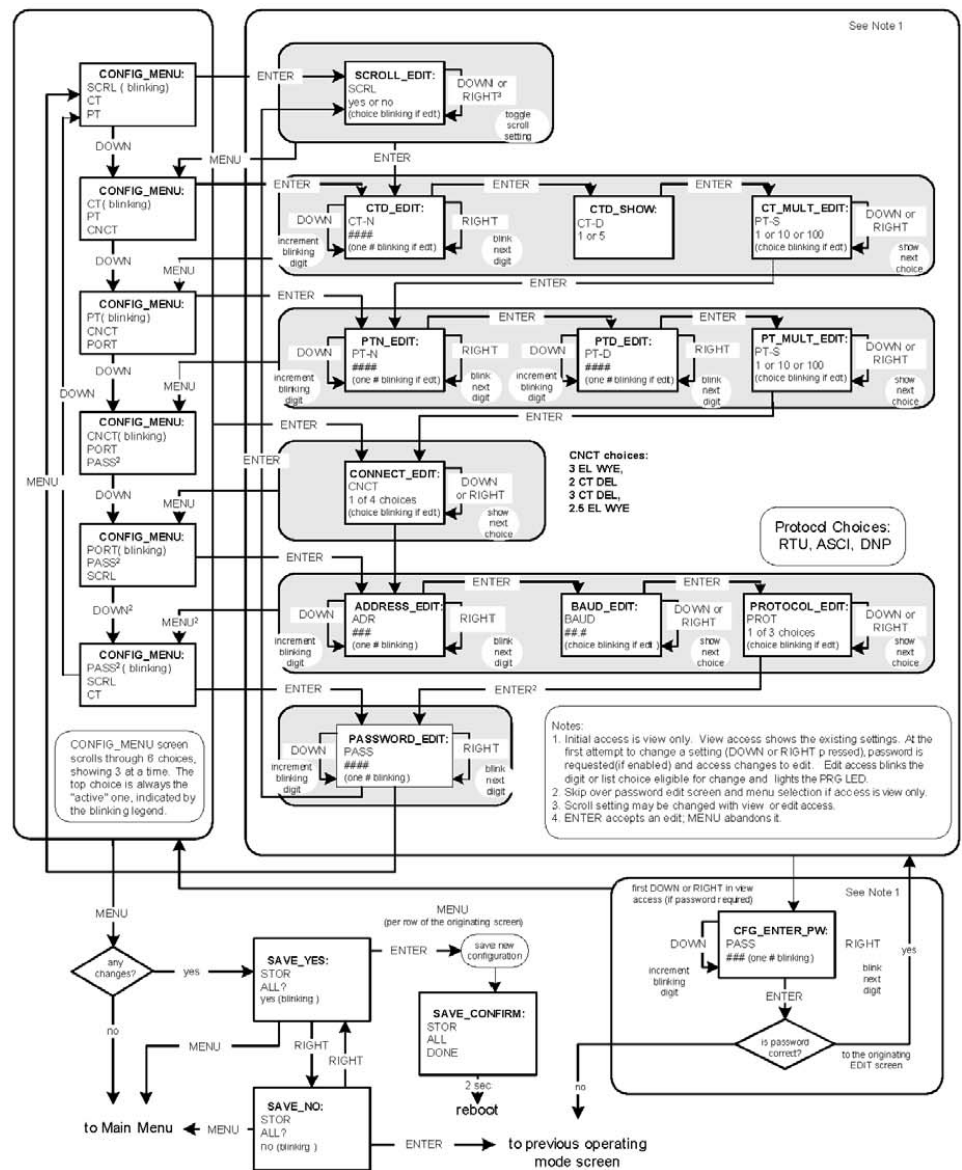 See Note 1
CONFIG_MENU:
SCRL ( blinking)
CT
PT
ENTER
SCROLL_EDIT:
SCRL
yes or no
(choice blinking if edt)
DOWNI or
RIGHT³
toggle
scroll
setting
DOWN
MENU
ENTER
CONFIG_MENU:
CT( blinking)
PT
CNCT
ENTER
DOWN
increment
blinking
digit
CTD_EDIT:
CT-N
####
(one # blinking if edt)
RIGHT
blink
next
digit
ENTER
CTD_SHOW:
CT-D
1 or 5
ENTER
CT_MULT_EDIT:
PT-S
1 or 10 or 100
(choice blinking if edt)
DOWN or
RIGHT
show
next
choice
DOWN
MENU
ENTER
CONFIG_MENU:
PT( blinking)
CNCT
PORT
ENTER
DOWN
increment
blinking
digit
PTN_EDIT:
PT-N
####
(one # blinking if edt)
RIGHT
blink
next
digit
ENTER
DOWN
increment
blinking
digit
PTD_EDIT:
PT-D
####
(one # blinking if edt)
RIGHT
blink
next
digit
ENTER
PT_MULT_EDIT:
PT-S
1 or 10 or 100
(choice blinking if edt)
DOWN or
RIGHT
show
next
choice
DOWN
DOWN
MENU
ENTER
CONFIG_MENU:
CNCT( blinking)
PORT
PASS²
ENTER
MENU
ENTER
CONNECT_EDIT:
CNCT
1 of 4 choices
(choice blinking if edt)
DOWN
or RIGHT
show
next
choice
CNCT choices:
3 EL WYE,
2 CT DEL
3 CT DEL,
2.5 EL WYE
Protocol Choices:
RTU, ASCI, DNP
DOWN
MENU
CONFIG_MENU:
PORT( blinking)
PASS²
SCRL
ENTER
DOWN
increment
blinking
digit
ADDRESS_EDIT:
ADR
###
(one # blinking )
RIGHT
blink
next
digit
ENTER
BAUD_EDIT:
BAUD
##.#
(choice blinking if edt )
DOWN or
RIGHT
show
next
choice
ENTER
PROTOCOL_EDIT:
PROT
1 of 3 choices
(choice blinking if edt)
DOWN or
RIGHT
show
next
choice
DOWN²
MENU²
CONFIG_MENU:
PASS² ( blinking)
SCRL
CT
ENTER
ENTER²
DOWN
increment
blinking
digit
PASSWORD_EDIT:
PASS
####
(one # blinking )
RIGHT
blink
next
digit
CONFIG_MENU screen
scrolls through 6 choices,
showing 3 at a time. The
top choice is always the
"active" one, indicated by
the blinking legend.
Notes:
1. Initial access is view only. View access shows the existing settings. At the
first attempt to change a setting (DOWN or RIGHT p ressed), password is
requested(if enabled) and access changes to edit. Edit access blinks the
digit or list choice eligible for change and lights the PRG LED.
2 Skip over password edit screen and menu selection if access is view only.
3. Scroll setting may be changed with view or edit access.
4. ENTER accepts an edit; MENU abandons it.
MENU
any
changes?
yes
no
SAVE_YES:
STOR
ALL?
yes (blinking )
MENU
(per row of the originating screen)
ENTER
save new
configuration
SAVE_CONFIRM:
STOR
ALL
DONE
2 sec
reboot
MENU
RIGHT
RIGHT
SAVE_NO:
STOR
ALL?
no (blinking )
to Main Menu
MENU
ENTER
to previous operating
mode screen
first DOWN or RIGHT in view
access (if password requred)
See Note 1
CFG_ENTER_PW:
PASS
### (one # blinking )
DOWN
increment
blinking
digit
RIGHT
blink
next
digit
yes
ENTER
is password
correct?
to the originating
EDIT screen
no